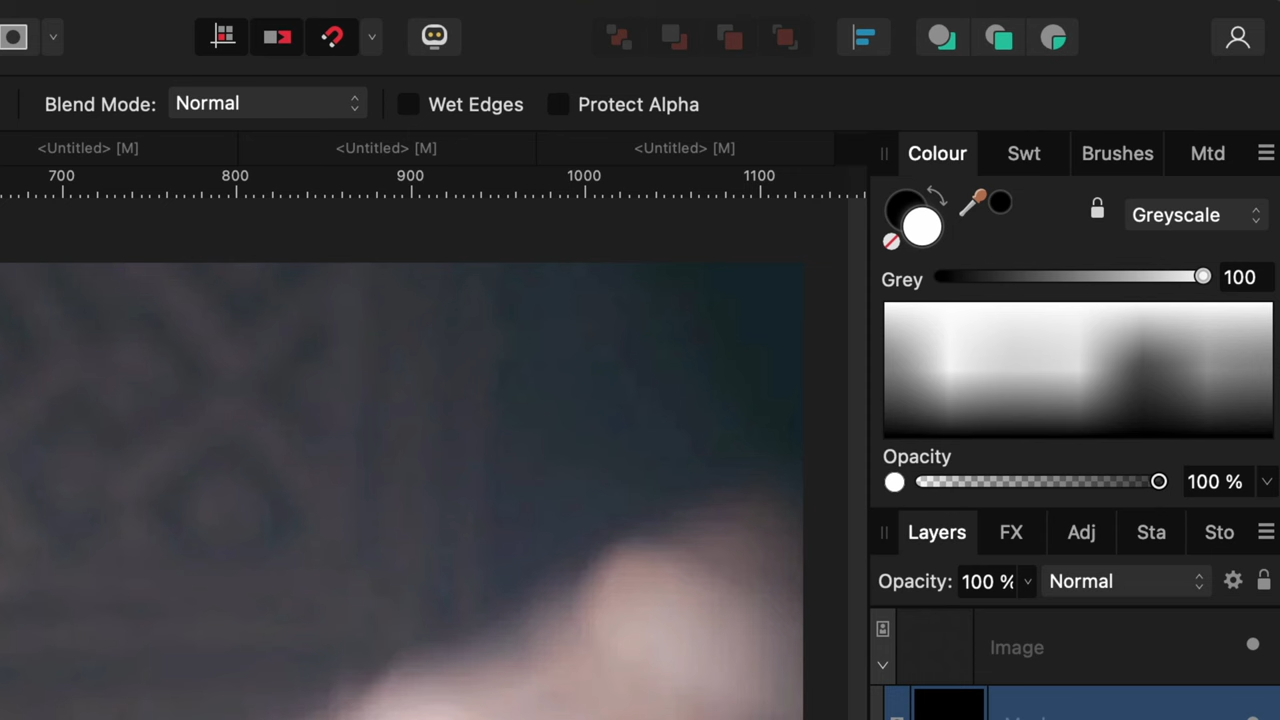 Blend Mode: Normal Wet Edges Protect Alpha
<Untitled> [M] <Untitled> [M] <Untitled> [M]
Colour Swt Brushes Mtd
700 800 900 1000 1100
Greyscale
Grey 100
Opacity
100 %
Layers FX Adj Sta Sto
Opacity: 100 % Normal
Image